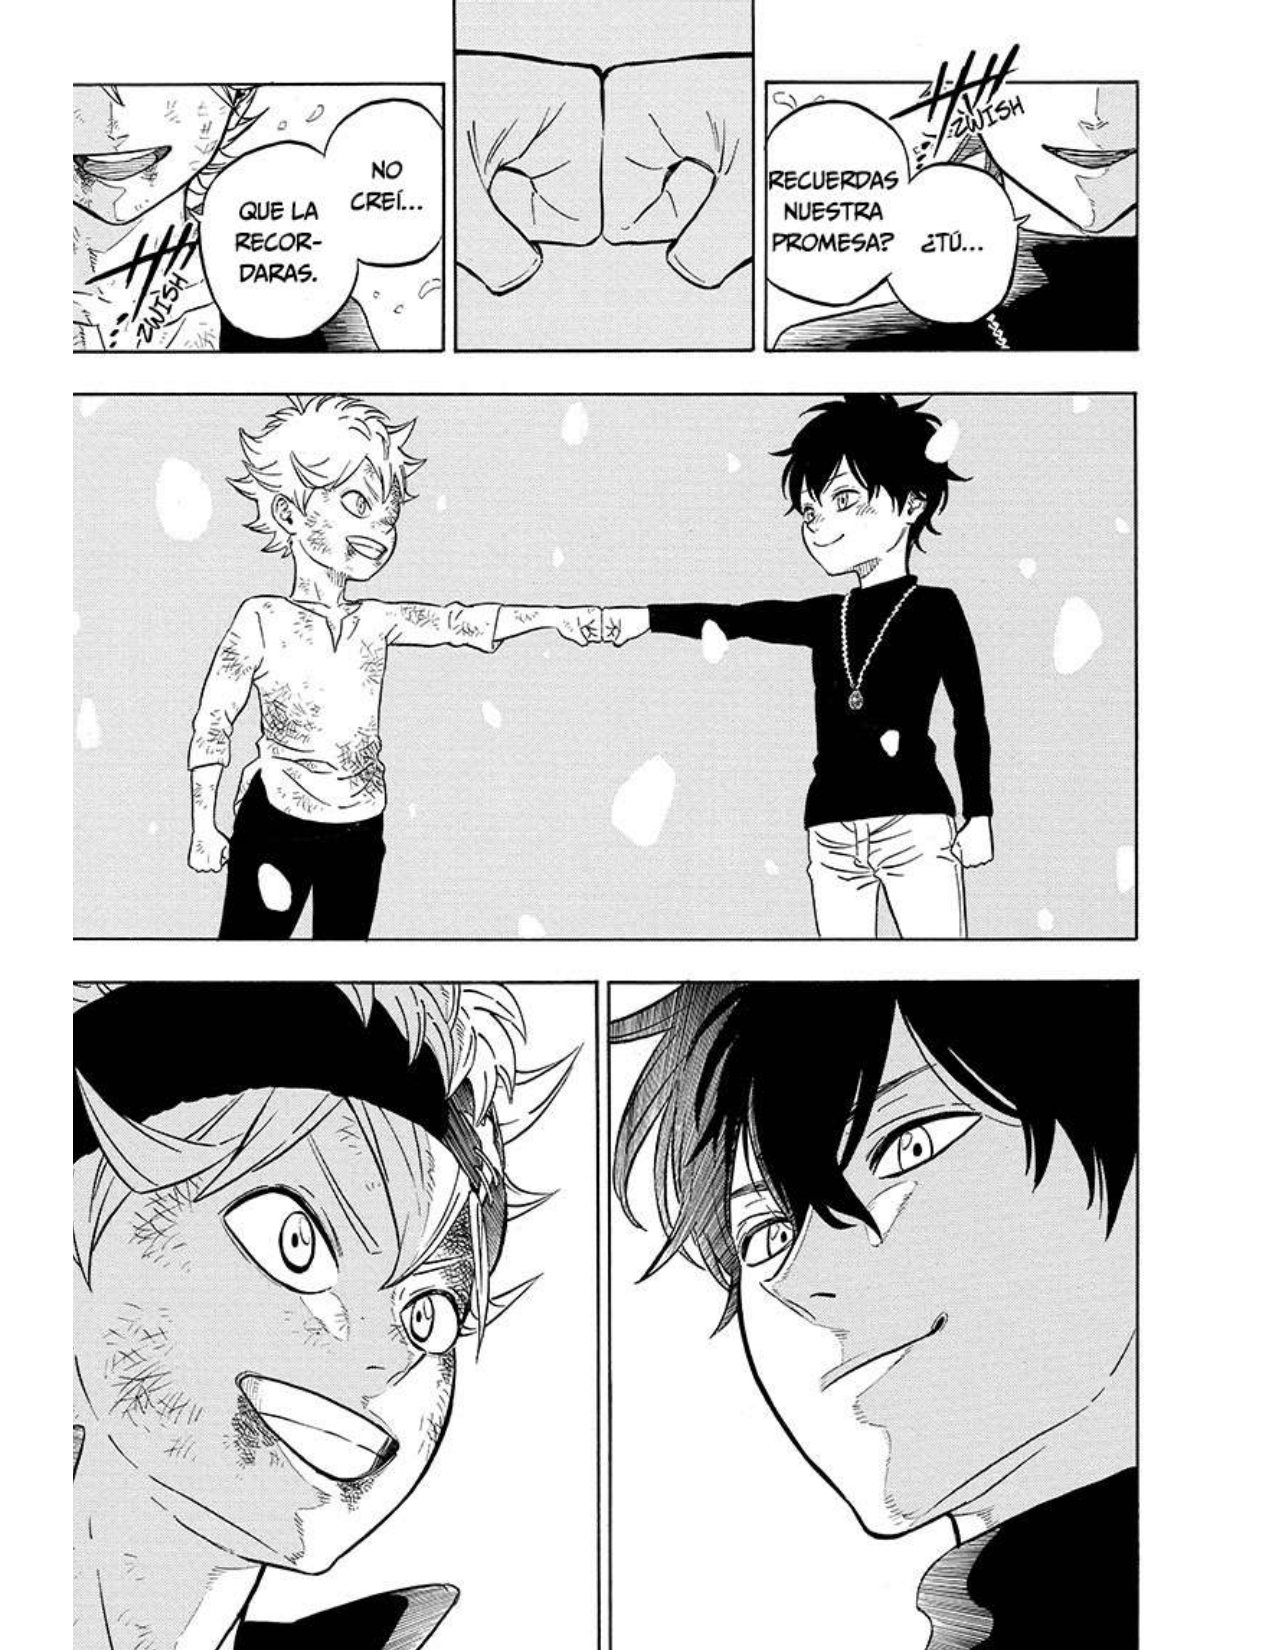 ZWISH
¿TÚ...
RECUERDAS
NUESTRA
PROMESA?
NO
CREÍ...
QUE LA
RECOR-
DARAS.
ZWISH